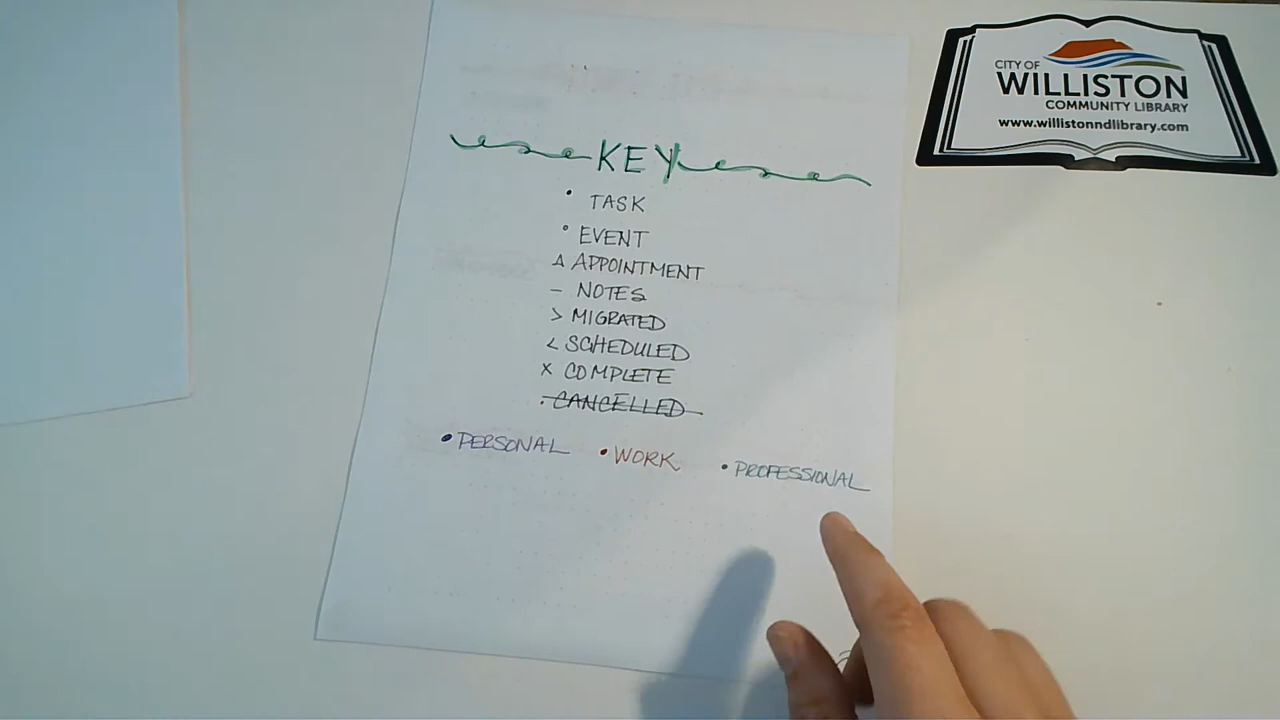 CITY OF
WILLISTON
COMMUNITY LIBRARY
www.willistonndlibrary.com
KEY
• TASK
° EVENT
△ APPOINTMENT
– NOTES
> MIGRATED
< SCHEDULED
X COMPLETE
· CANCELLED
• PERSONAL • WORK • PROFESSIONAL